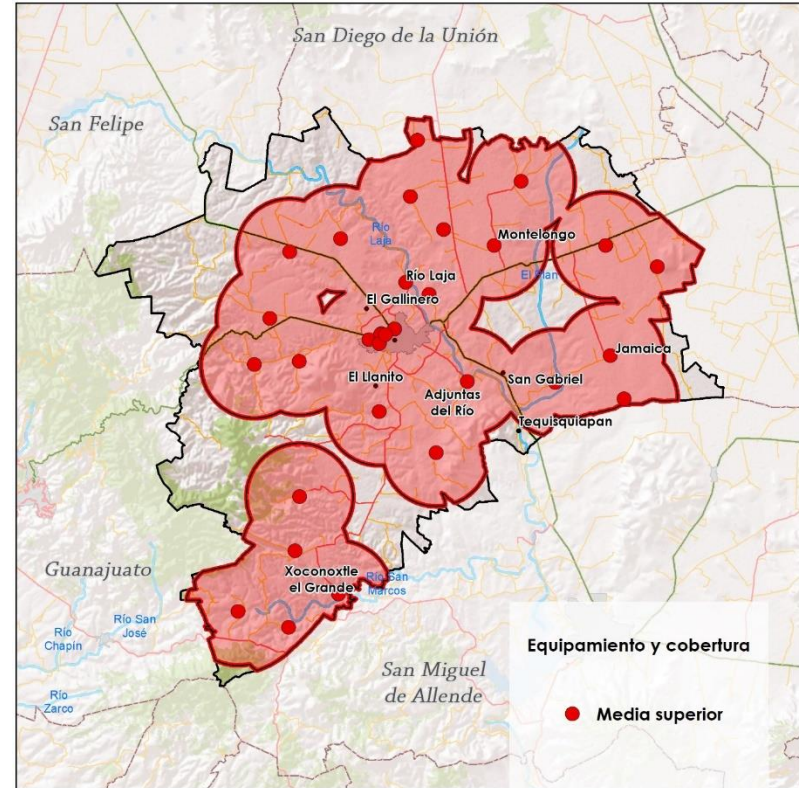 San Diego de la Unión
San Felipe
Río
Laja
Montelongo
Río Laja
El Plan
El Gallinero
Jamaica
El Llanito
San Gabriel
Adjuntas
del Río
Tequisquiapan
Guanajuato
Xoconoxtle
el Grande
Río San
Marcos
Río
Chapín
Río San
José
San Miguel
de Allende
Río
Zarco
Equipamiento y cobertura
Media superior